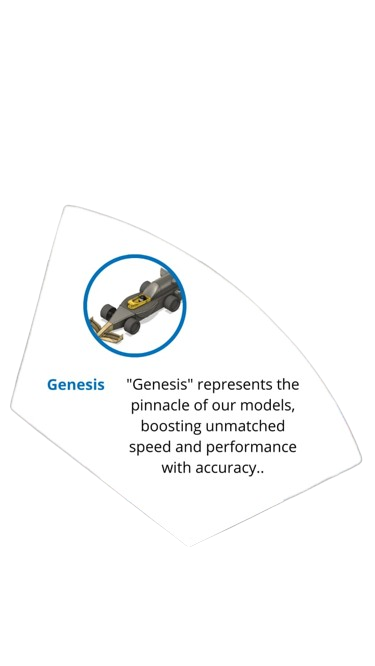 Genesis
"Genesis" represents the
pinnacle of our models,
boosting unmatched
speed and performance
with accuracy..